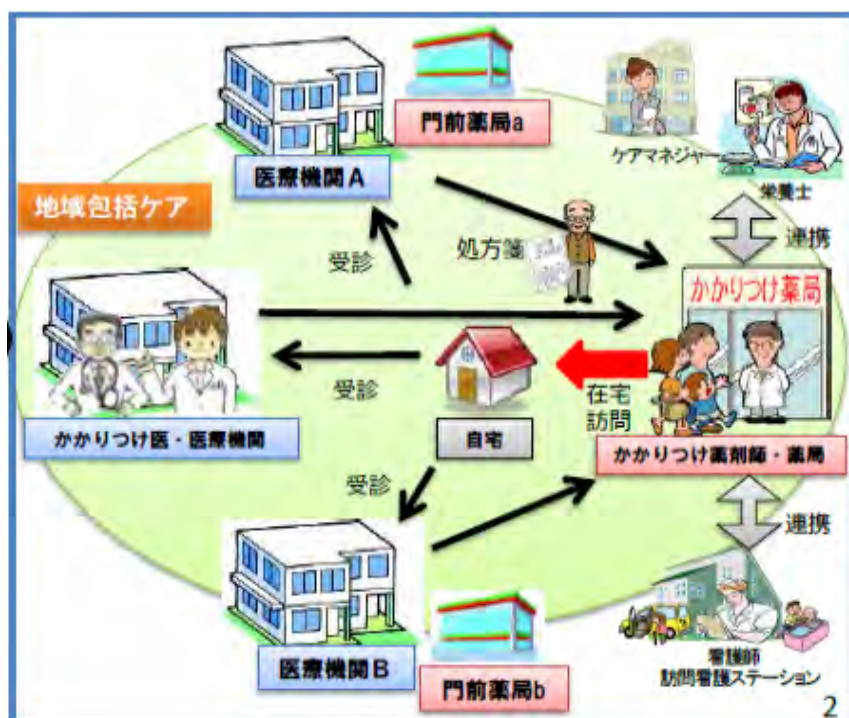 門前薬局a
医療機関A
ケアマネジャー
栄養士
地域包括ケア
受診
処方箋
連携
かかりつけ薬局
受診
在宅
訪問
かかりつけ医・医療機関
自宅
かかりつけ薬剤師・薬局
受診
連携
医療機関B
門前薬局b
看護師
訪問看護ステーション
2